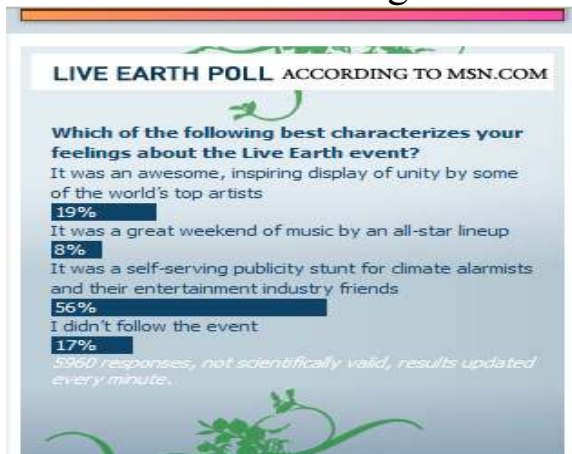 LIVE EARTH POLL ACCORDING TO MSN.COM
Which of the following best characterizes your
feelings about the Live Earth event?
It was an awesome, inspiring display of unity by some
of the world's top artists
19%
It was a great weekend of music by an all-star lineup
8%
It was a self-serving publicity stunt for climate alarmists
and their entertainment industry friends
56%
I didn't follow the event
17%
5960 responses, not scientifically valid, results updated
every minute.